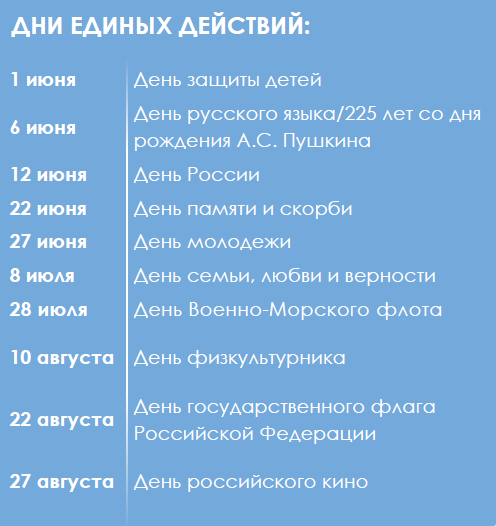 ДНИ ЕДИНЫХ ДЕЙСТВИЙ:
1 июня День защиты детей
6 июня День русского языка/225 лет со дня
рождения А.С. Пушкина
12 июня День России
22 июня День памяти и скорби
27 июня День молодежи
8 июля День семьи, любви и верности
28 июля День Военно-Морского флота
10 августа День физкультурника
22 августа День государственного флага
Российской Федерации
27 августа День российского кино